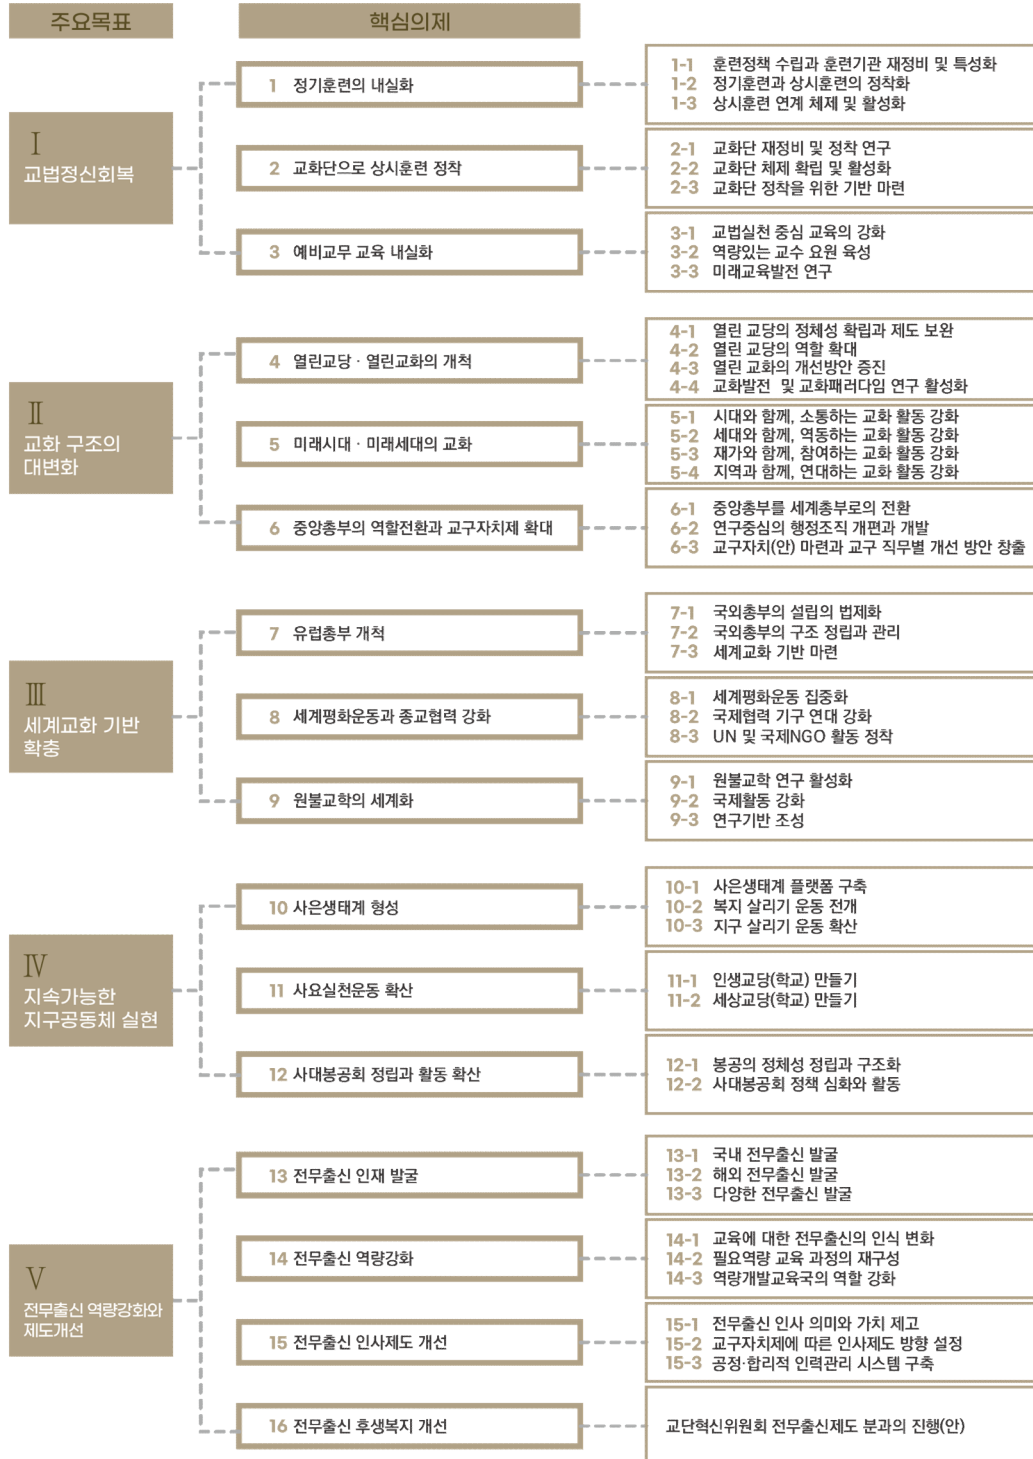 주요목표
핵심의제
Ⅰ
교법정신회복
1 정기훈련의 내실화
1-1 훈련정책 수립과 훈련기관 재정비 및 특성화
1-2 정기훈련과 상시훈련의 정착화
1-3 상시훈련 연계 체제 및 활성화
2 교화단으로 상시훈련 정착
2-1 교화단 재정비 및 정착 연구
2-2 교화단 체제 확립 및 활성화
2-3 교화단 정착을 위한 기반 마련
3 예비교무 교육 내실화
3-1 교법실천 중심 교육의 강화
3-2 역량있는 교수 요원 육성
3-3 미래교육발전 연구
Ⅱ
교화 구조의
대변화
4 열린교당 · 열린교화의 개척
4-1 열린 교당의 정체성 확립과 제도 보완
4-2 열린 교당의 역할 확대
4-3 열린 교화의 개선방안 증진
4-4 교화발전 및 교화패러다임 연구 활성화
5 미래시대 · 미래세대의 교화
5-1 시대와 함께, 소통하는 교화 활동 강화
5-2 세대와 함께, 역동하는 교화 활동 강화
5-3 재가와 함께, 참여하는 교화 활동 강화
5-4 지역과 함께, 연대하는 교화 활동 강화
6 중앙총부의 역할전환과 교구자치제 확대
6-1 중앙총부를 세계총부로의 전환
6-2 연구중심의 행정조직 개편과 개발
6-3 교구자치(안) 마련과 교구 직무별 개선 방안 창출
Ⅲ
세계교화 기반
확충
7 유럽총부 개척
7-1 국외총부의 설립의 법제화
7-2 국외총부의 구조 정립과 관리
7-3 세계교화 기반 마련
8 세계평화운동과 종교협력 강화
8-1 세계평화운동 집중화
8-2 국제협력 기구 연대 강화
8-3 UN 및 국제NGO 활동 정착
9 원불교학의 세계화
9-1 원불교학 연구 활성화
9-2 국제활동 강화
9-3 연구기반 조성
Ⅳ
지속가능한
지구공동체 실현
10 사은생태계 형성
10-1 사은생태계 플랫폼 구축
10-2 복지 살리기 운동 전개
10-3 지구 살리기 운동 확산
11 사요실천운동 확산
11-1 인생교당(학교) 만들기
11-2 세상교당(학교) 만들기
12 사대봉공회 정립과 활동 확산
12-1 봉공의 정체성 정립과 구조화
12-2 사대봉공회 정책 심화와 활동
Ⅴ
전무출신 역량강화와
제도개선
13 전무출신 인재 발굴
13-1 국내 전무출신 발굴
13-2 해외 전무출신 발굴
13-3 다양한 전무출신 발굴
14 전무출신 역량강화
14-1 교육에 대한 전무출신의 인식 변화
14-2 필요역량 교육 과정의 재구성
14-3 역량개발교육국의 역할 강화
15 전무출신 인사제도 개선
15-1 전무출신 인사 의미와 가치 제고
15-2 교구자치제에 따른 인사제도 방향 설정
15-3 공정·합리적 인력관리 시스템 구축
16 전무출신 후생복지 개선
교단혁신위원회 전무출신제도 분과의 진행(안)